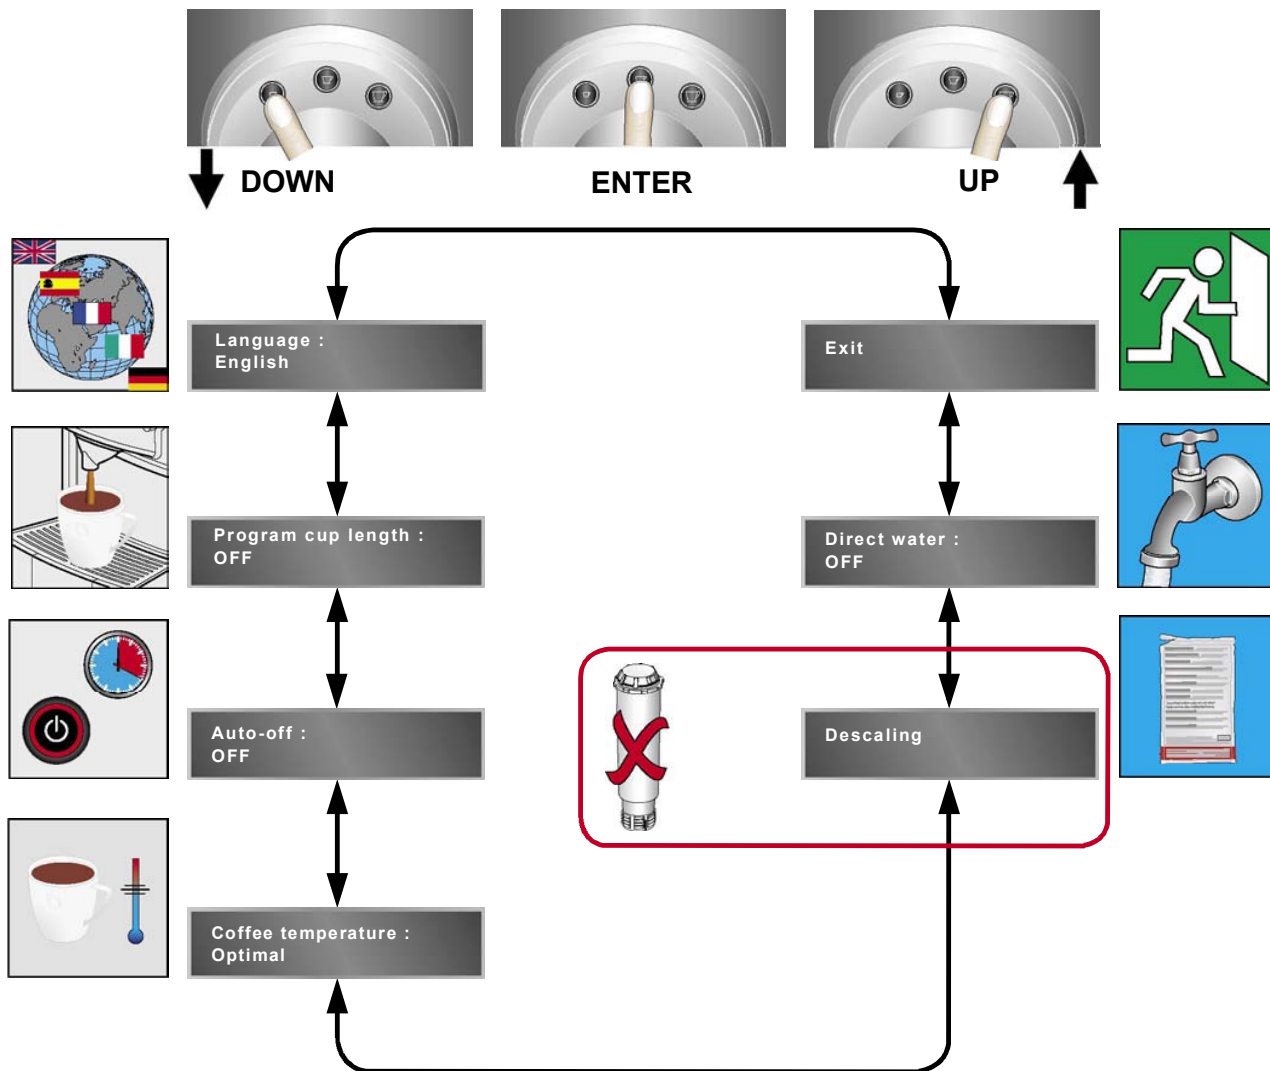 DOWN
ENTER
UP
Language :
English
Exit
Program cup length :
OFF
Direct water :
OFF
Auto-off :
OFF
Descaling
Coffee temperature :
Optimal